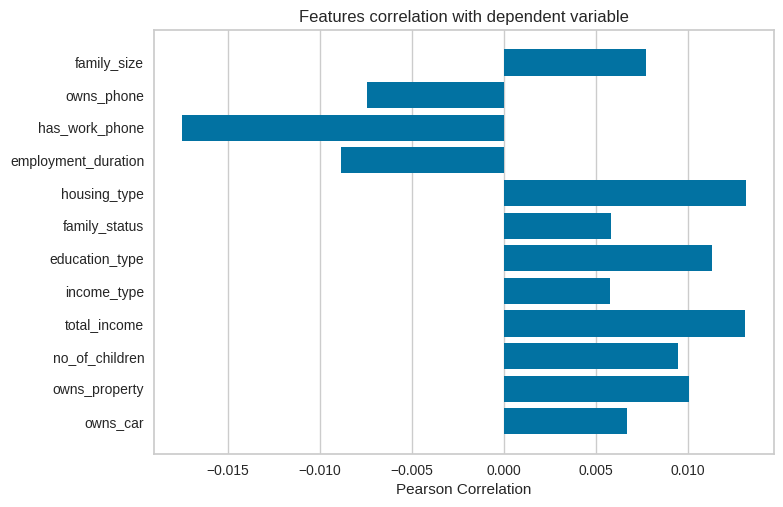 Features correlation with dependent variable
family_size
owns_phone
has_work_phone
employment_duration
housing_type
family_status
education_type
income_type
total_income
no_of_children
owns_property
owns_car
−0.015 −0.010 −0.005 0.000 0.005 0.010
Pearson Correlation